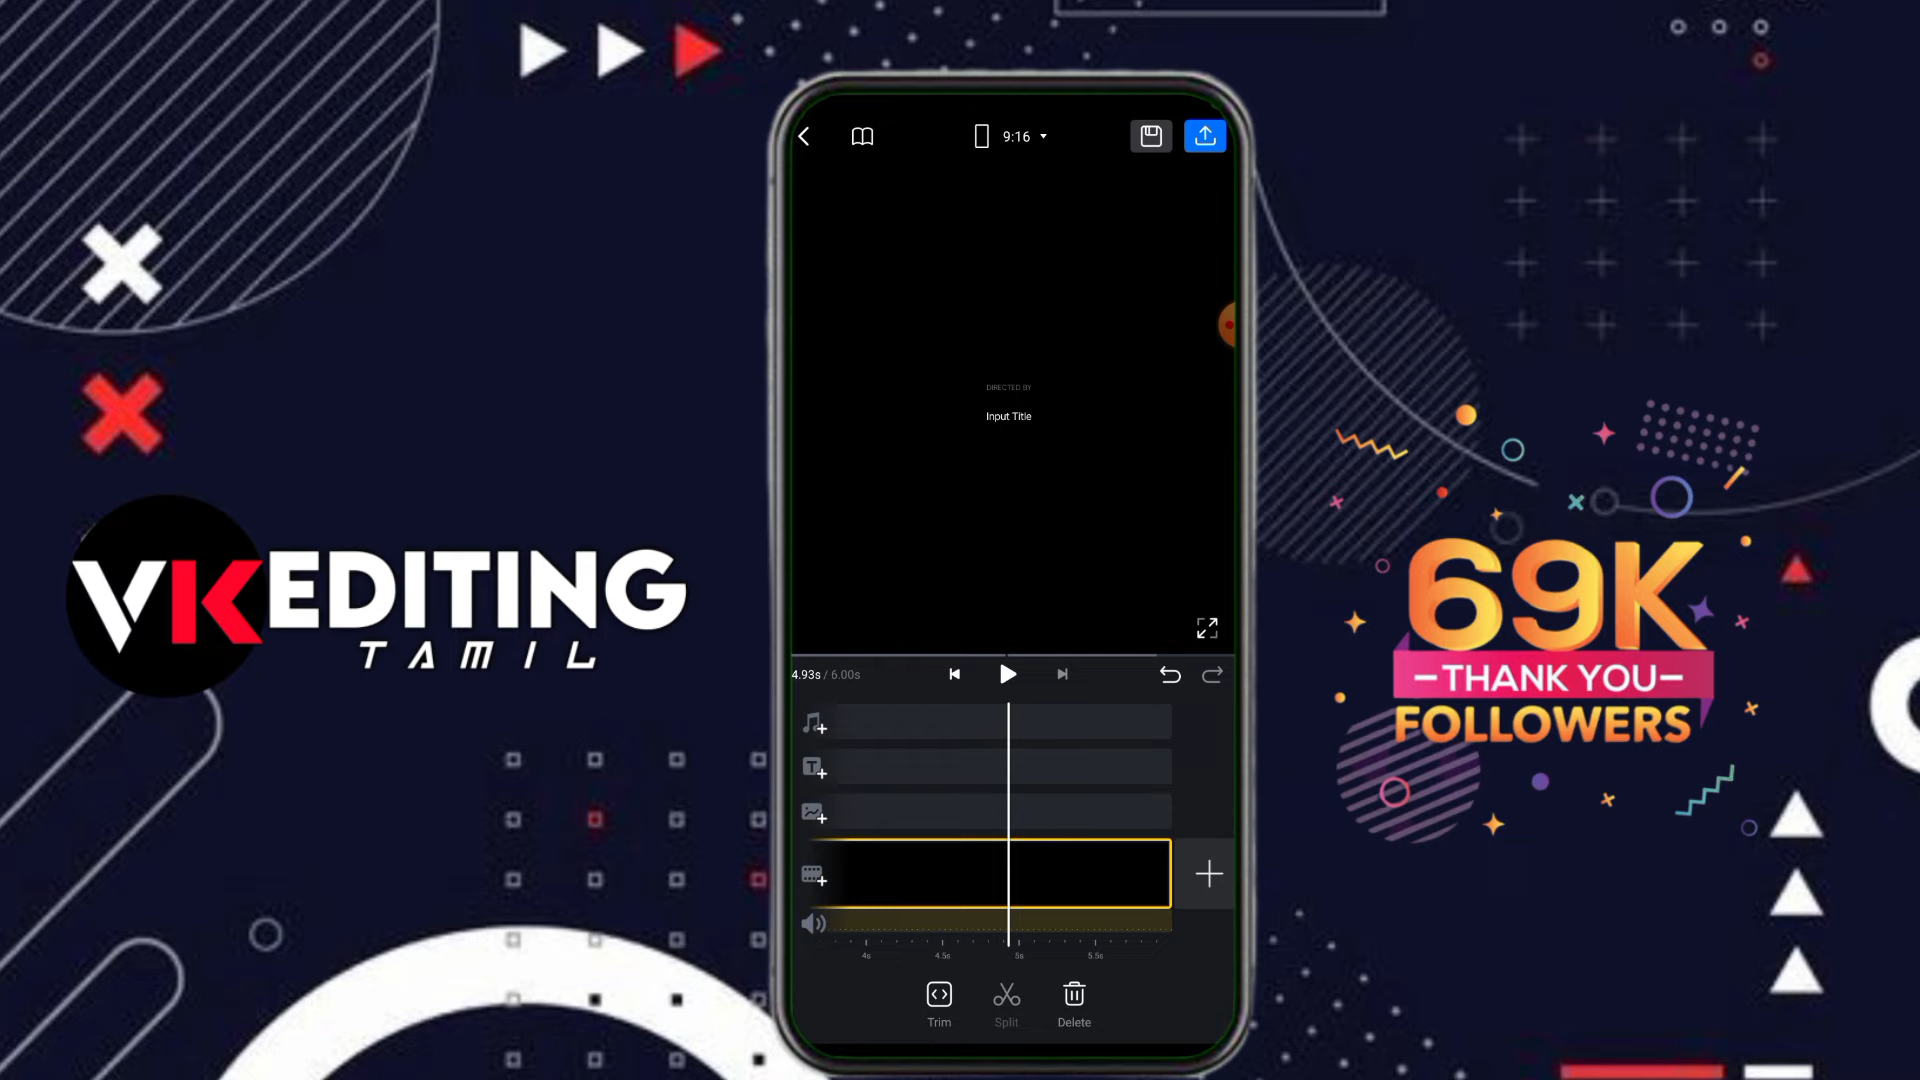 9:16
DIRECTED BY
Input Title
VKEDITING
TAMIL
69K
THANK YOU
FOLLOWERS
4.93s / 6.00s
4s 4.5s 5s 5.5s
Trim Split Delete